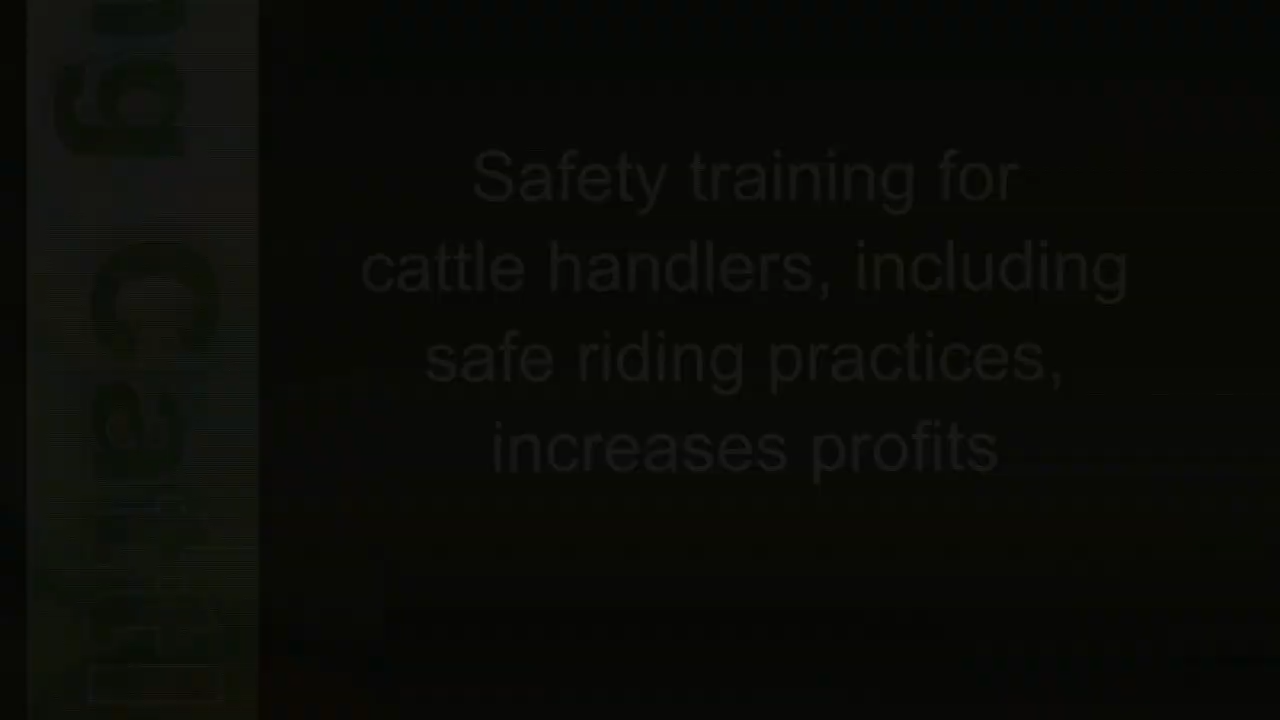 Safety training for
cattle handlers, including
safe riding practices,
increases profits